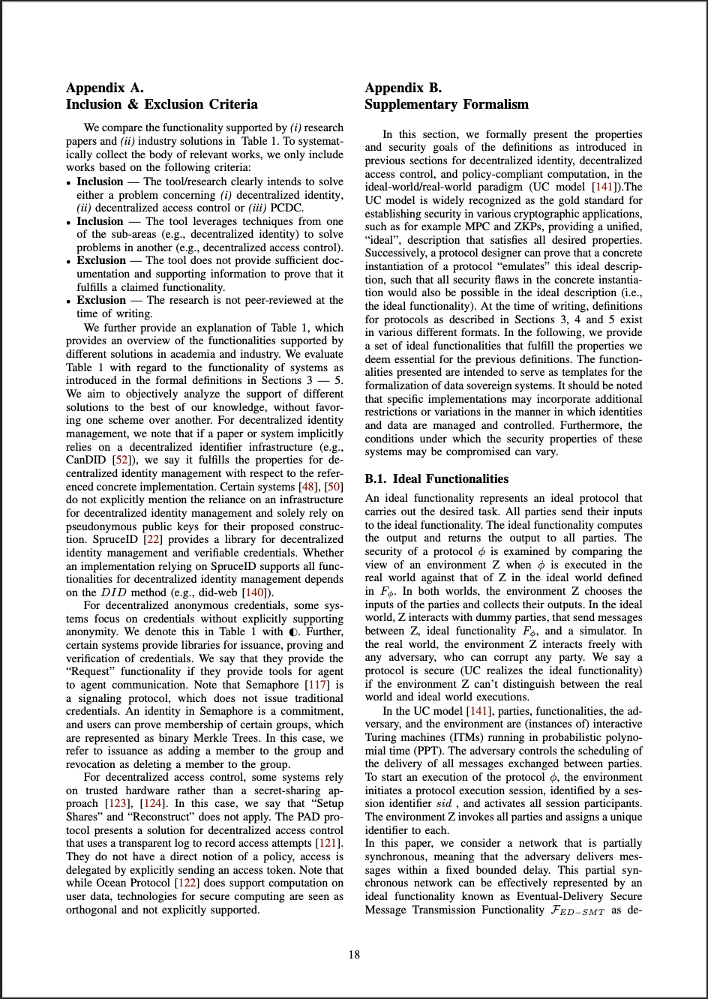 Appendix A.
Inclusion & Exclusion Criteria
We compare the functionality supported by (i) research
papers and (ii) industry solutions in Table 1. To systemat-
ically collect the body of relevant works, we only include
works based on the following criteria:
• Inclusion — The tool/research clearly intends to solve
either a problem concerning (i) decentralized identity,
(ii) decentralized access control or (iii) PCDC.
• Inclusion — The tool leverages techniques from one
of the sub-areas (e.g., decentralized identity) to solve
problems in another (e.g., decentralized access control).
• Exclusion — The tool does not provide sufficient doc-
umentation and supporting information to prove that it
fulfills a claimed functionality.
• Exclusion — The research is not peer-reviewed at the
time of writing.
We further provide an explanation of Table 1, which
provides an overview of the functionalities supported by
different solutions in academia and industry. We evaluate
Table 1 with regard to the functionality of systems as
introduced in the formal definitions in Sections 3 — 5.
We aim to objectively analyze the support of different
solutions to the best of our knowledge, without favor-
ing one scheme over another. For decentralized identity
management, we note that if a paper or system implicitly
relies on a decentralized identifier infrastructure (e.g.,
CanDID [52]), we say it fulfills the properties for de-
centralized identity management with respect to the refer-
enced concrete implementation. Certain systems [48], [50]
do not explicitly mention the reliance on an infrastructure
for decentralized identity management and solely rely on
pseudonymous public keys for their proposed construc-
tion. SpruceID [22] provides a library for decentralized
identity management and verifiable credentials. Whether
an implementation relying on SpruceID supports all func-
tionalities for decentralized identity management depends
on the DID method (e.g., did-web [140]).
For decentralized anonymous credentials, some sys-
tems focus on credentials without explicitly supporting
anonymity. We denote this in Table 1 with ◐. Further,
certain systems provide libraries for issuance, proving and
verification of credentials. We say that they provide the
“Request” functionality if they provide tools for agent
to agent communication. Note that Semaphore [117] is
a signaling protocol, which does not issue traditional
credentials. An identity in Semaphore is a commitment,
and users can prove membership of certain groups, which
are represented as binary Merkle Trees. In this case, we
refer to issuance as adding a member to the group and
revocation as deleting a member to the group.
For decentralized access control, some systems rely
on trusted hardware rather than a secret-sharing ap-
proach [123], [124]. In this case, we say that “Setup
Shares” and “Reconstruct” does not apply. The PAD pro-
tocol presents a solution for decentralized access control
that uses a transparent log to record access attempts [121].
They do not have a direct notion of a policy, access is
delegated by explicitly sending an access token. Note that
while Ocean Protocol [122] does support computation on
user data, technologies for secure computing are seen as
orthogonal and not explicitly supported.
Appendix B.
Supplementary Formalism
In this section, we formally present the properties
and security goals of the definitions as introduced in
previous sections for decentralized identity, decentralized
access control, and policy-compliant computation, in the
ideal-world/real-world paradigm (UC model [141]).The
UC model is widely recognized as the gold standard for
establishing security in various cryptographic applications,
such as for example MPC and ZKPs, providing a unified,
“ideal”, description that satisfies all desired properties.
Successively, a protocol designer can prove that a concrete
instantiation of a protocol “emulates” this ideal descrip-
tion, such that all security flaws in the concrete instantia-
tion would also be possible in the ideal description (i.e.,
the ideal functionality). At the time of writing, definitions
for protocols as described in Sections 3, 4 and 5 exist
in various different formats. In the following, we provide
a set of ideal functionalities that fulfill the properties we
deem essential for the previous definitions. The function-
alities presented are intended to serve as templates for the
formalization of data sovereign systems. It should be noted
that specific implementations may incorporate additional
restrictions or variations in the manner in which identities
and data are managed and controlled. Furthermore, the
conditions under which the security properties of these
systems may be compromised can vary.
B.1. Ideal Functionalities
An ideal functionality represents an ideal protocol that
carries out the desired task. All parties send their inputs
to the ideal functionality. The ideal functionality computes
the output and returns the output to all parties. The
security of a protocol ϕ is examined by comparing the
view of an environment Z when ϕ is executed in the
real world against that of Z in the ideal world defined
in Fϕ. In both worlds, the environment Z chooses the
inputs of the parties and collects their outputs. In the ideal
world, Z interacts with dummy parties, that send messages
between Z, ideal functionality Fϕ, and a simulator. In
the real world, the environment Z interacts freely with
any adversary, who can corrupt any party. We say a
protocol is secure (UC realizes the ideal functionality)
if the environment Z can’t distinguish between the real
world and ideal world executions.
In the UC model [141], parties, functionalities, the ad-
versary, and the environment are (instances of) interactive
Turing machines (ITMs) running in probabilistic polyno-
mial time (PPT). The adversary controls the scheduling of
the delivery of all messages exchanged between parties.
To start an execution of the protocol ϕ, the environment
initiates a protocol execution session, identified by a ses-
sion identifier sid , and activates all session participants.
The environment Z invokes all parties and assigns a unique
identifier to each.
In this paper, we consider a network that is partially
synchronous, meaning that the adversary delivers mes-
sages within a fixed bounded delay. This partial syn-
chronous network can be effectively represented by an
ideal functionality known as Eventual-Delivery Secure
Message Transmission Functionality ℱED−SMT as de-
18